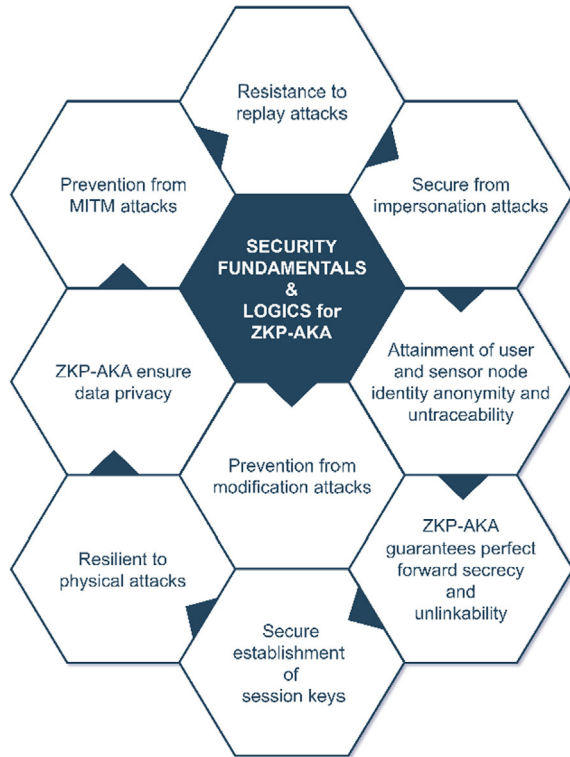 Resistance to
replay attacks
Prevention from
MITM attacks
Secure from
impersonation attacks
SECURITY
FUNDAMENTALS
&
LOGICS for
ZKP-AKA
ZKP-AKA ensure
data privacy
Attainment of user
and sensor node
identity anonymity and
untraceability
Prevention from
modification attacks
Resilient to
physical attacks
ZKP-AKA
guarantees perfect
forward secrecy
and
unlinkability
Secure
establishment
of
session keys